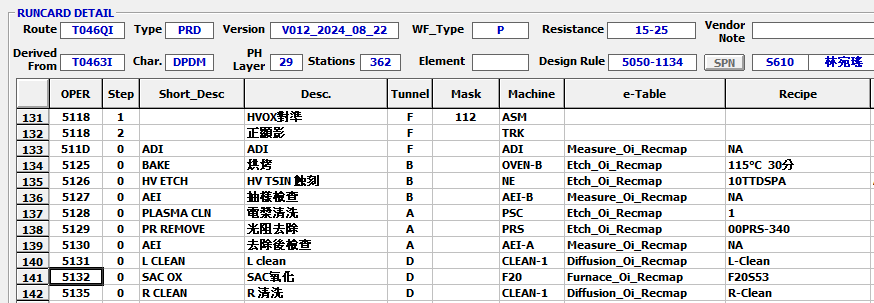 RUNCARD DETAIL
Route T046QI Type PRD Version V012_2024_08_22 WF_Type P Resistance 15-25 Vendor Note
Derived From T0463I Char. DPDM PH Layer 29 Stations 362 Element Design Rule 5050-1134 SPN S610 林宛瑤
OPER Step Short_Desc Desc. Tunnel Mask Machine e-Table Recipe
131 5118 1 HVOX對準 F 112 ASM
132 5118 2 正顯影 F TRK
133 511D 0 ADI ADI F ADI Measure_Oi_Recmap NA
134 5125 0 BAKE 烘烤 B OVEN-B Etch_Oi_Recmap 115°C 30分
135 5126 0 HV ETCH HV TSIN 蝕刻 B NE Etch_Oi_Recmap 10TTDSPA
136 5127 0 AEI 抽樣檢查 B AEI-B Measure_Oi_Recmap NA
137 5128 0 PLASMA CLN 電漿清洗 A PSC Etch_Oi_Recmap 1
138 5129 0 PR REMOVE 光阻去除 A PRS Etch_Oi_Recmap 00PRS-340
139 5130 0 AEI 去除後檢查 A AEI-A Measure_Oi_Recmap NA
140 5131 0 L CLEAN L clean D CLEAN-1 Diffusion_Oi_Recmap L-Clean
141 5132 0 SAC OX SAC氧化 D F20 Furnace_Oi_Recmap F20S53
142 5135 0 R CLEAN R 清洗 D CLEAN-1 Diffusion_Oi_Recmap R-Clean